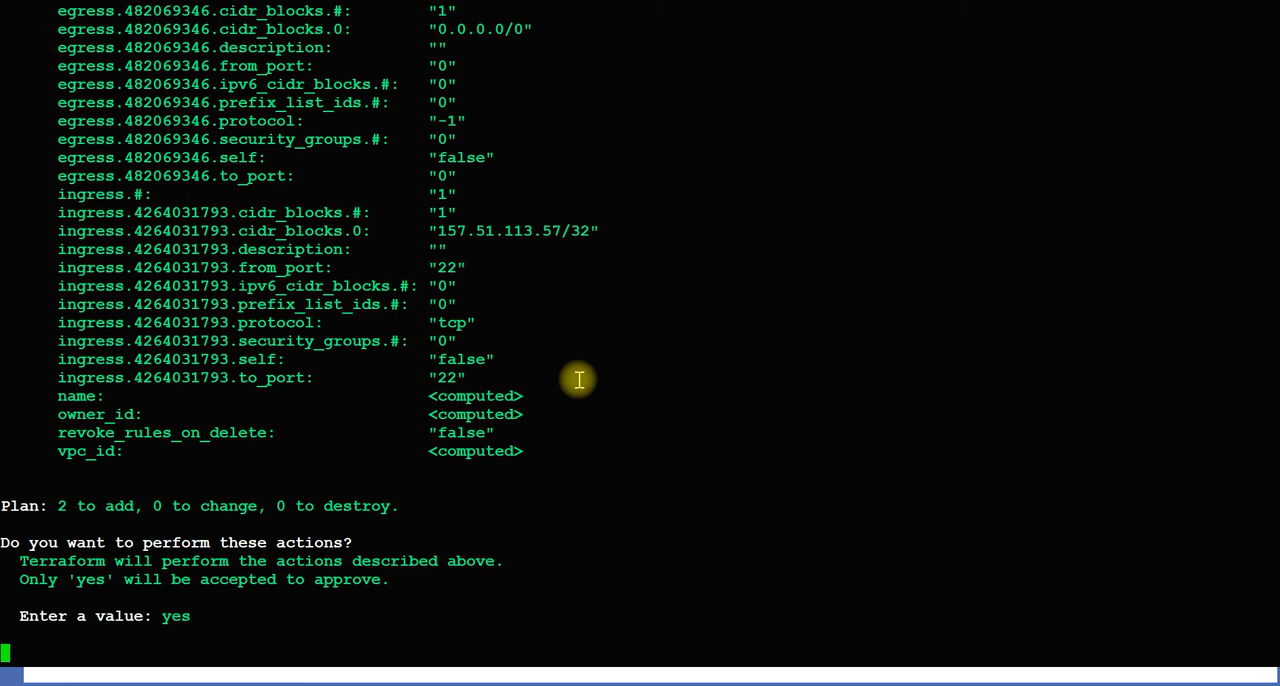 egress.482069346.cidr_blocks.#: "1"
egress.482069346.cidr_blocks.0: "0.0.0.0/0"
egress.482069346.description: ""
egress.482069346.from_port: "0"
egress.482069346.ipv6_cidr_blocks.#: "0"
egress.482069346.prefix_list_ids.#: "0"
egress.482069346.protocol: "-1"
egress.482069346.security_groups.#: "0"
egress.482069346.self: "false"
egress.482069346.to_port: "0"
ingress.#: "1"
ingress.4264031793.cidr_blocks.#: "1"
ingress.4264031793.cidr_blocks.0: "157.51.113.57/32"
ingress.4264031793.description: ""
ingress.4264031793.from_port: "22"
ingress.4264031793.ipv6_cidr_blocks.#: "0"
ingress.4264031793.prefix_list_ids.#: "0"
ingress.4264031793.protocol: "tcp"
ingress.4264031793.security_groups.#: "0"
ingress.4264031793.self: "false"
ingress.4264031793.to_port: "22"
name: <computed>
owner_id: <computed>
revoke_rules_on_delete: "false"
vpc_id: <computed>
Plan: 2 to add, 0 to change, 0 to destroy.
Do you want to perform these actions?
Terraform will perform the actions described above.
Only 'yes' will be accepted to approve.
Enter a value: yes